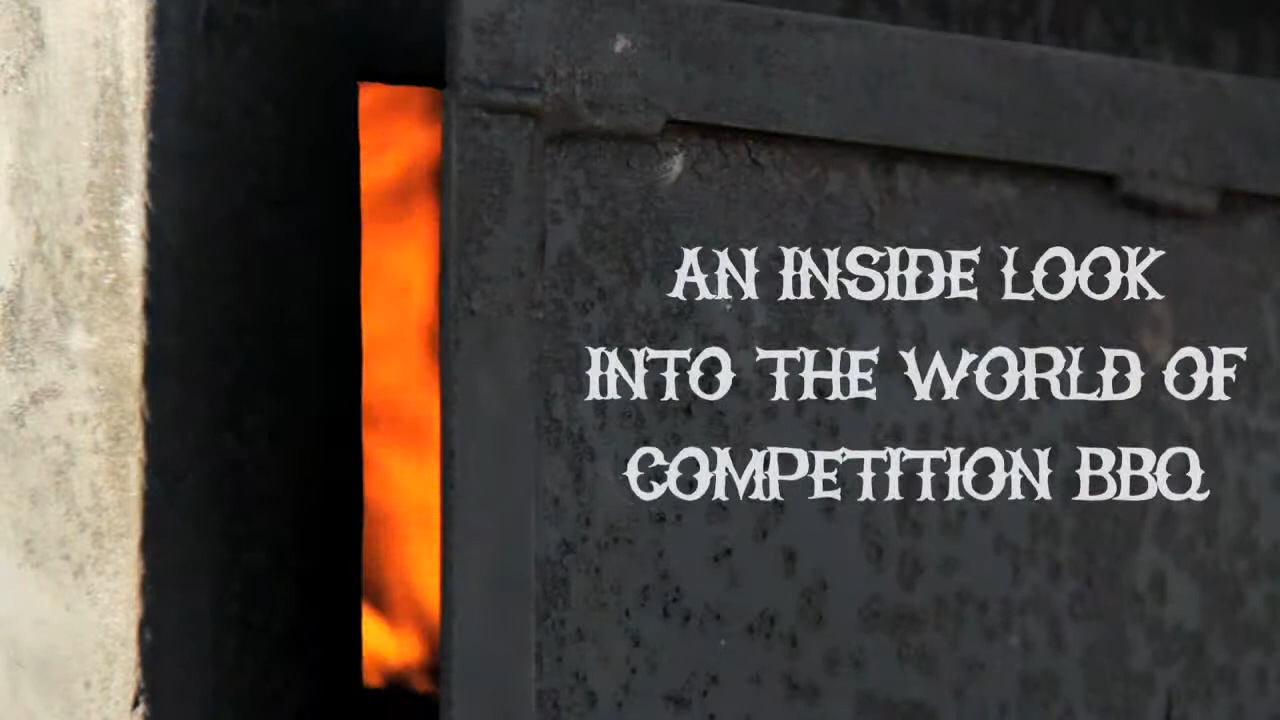 AN INSIDE LOOK
INTO THE WORLD OF
COMPETITION BBQ